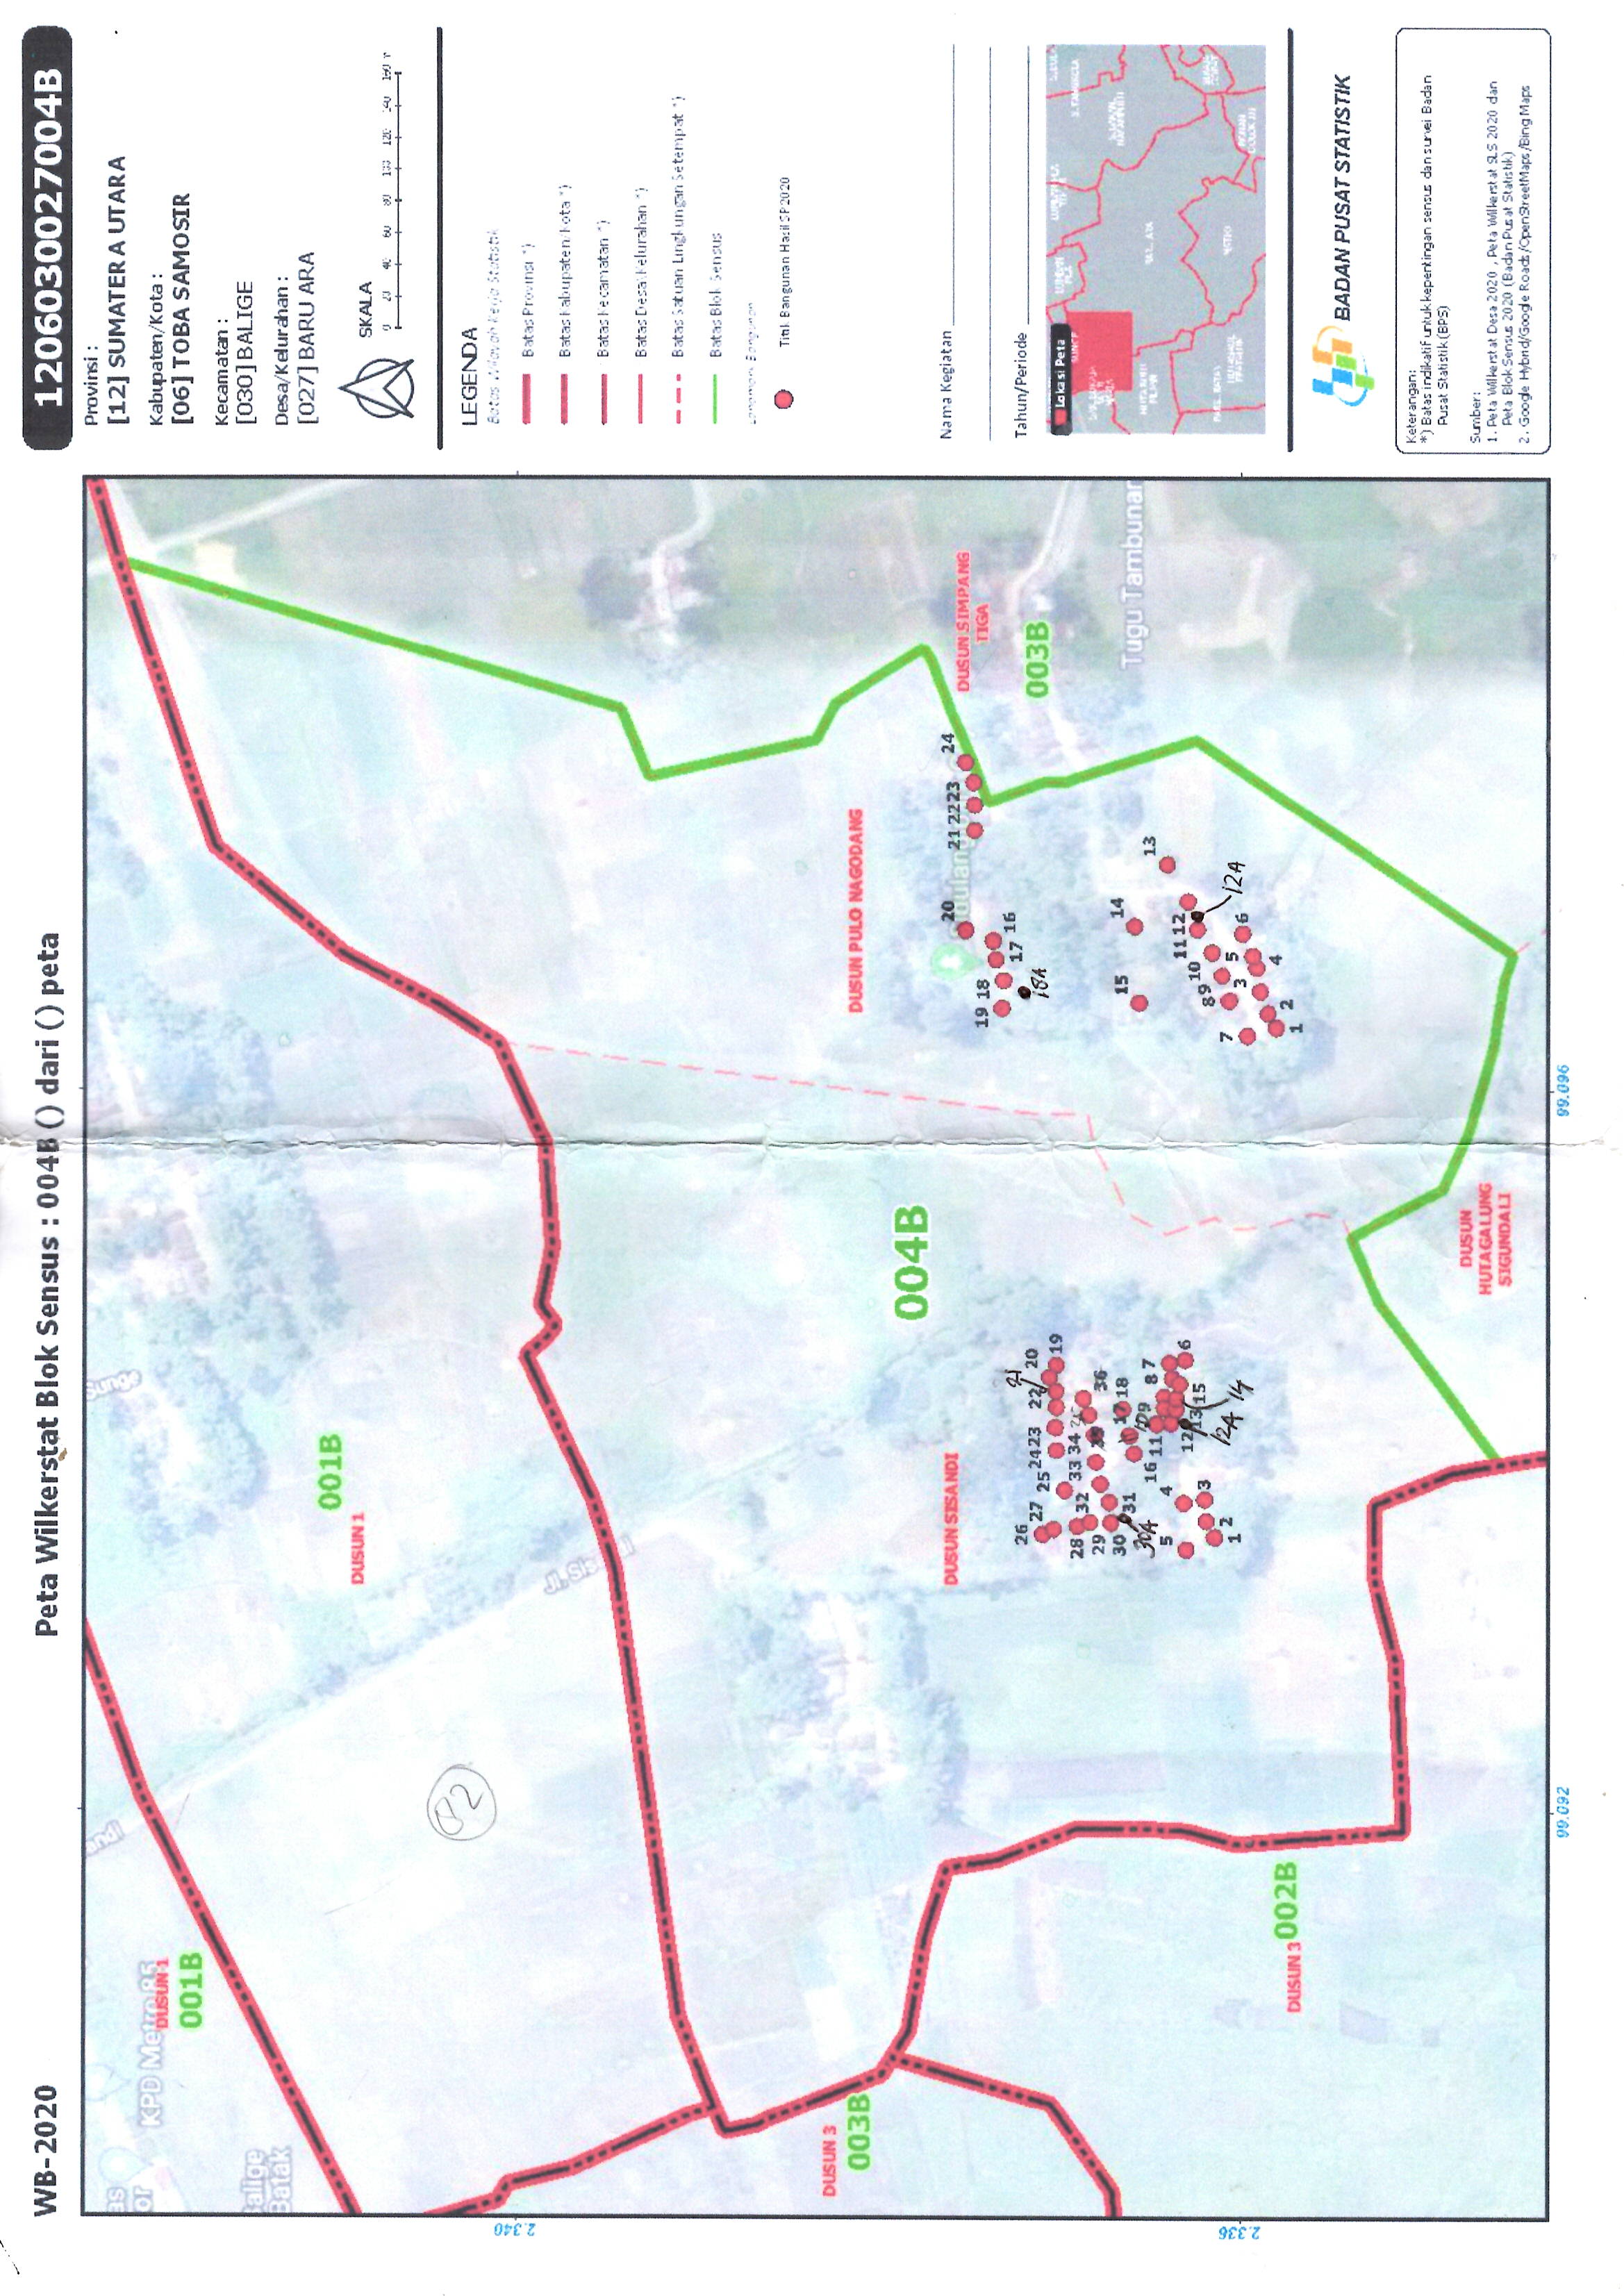 WB-2020
Peta Wilkerstat Blok Sensus : 004B () dari () peta
1206030027004B
Provinsi :
[12] SUMATERA UTARA
Kabupaten/Kota :
[06] TOBA SAMOSIR
Kecamatan :
[030] BALIGE
Desa/Kelurahan :
[027] BARU ARA
SKALA
0 20 40 60 80 100 120 140 160 m
LEGENDA
Batas Wilayah Kerja Statistik
Batas Provinsi *)
Batas Kabupaten/Kota *)
Batas Kecamatan *)
Batas Desa/Kelurahan *)
Batas Satuan Lingkungan Setempat *)
Batas Blok Sensus
Landmark Bangunan
Titik Bangunan Hasil SP2020
Nama Kegiatan
Tahun/Periode
Lokasi Peta
BADAN PUSAT STATISTIK
Keterangan:
*) Batas indikatif untuk kepentingan sensus dan survei Badan
Pusat Statistik (BPS)
Sumber:
1. Peta Wilkerstat Desa 2020 , Peta Wilkerstat SLS 2020 dan
Peta Blok Sensus 2020 (Badan Pusat Statistik)
2. Google Hybrid/Google Roads/OpenStreetMaps/Bing Maps
KPD Metro 85
DUSUN 1
001B
Balige
Batak
001B
DUSUN 1
02
2.340
DUSUN 3
003B
DUSUN PULO NAGODANG
004B
DUSUN SISANDI
20
21 22 23 24
DUSUN SIMPANG
TIGA
19 18
17 16
18A
003B
21
26
27 25 24 23 22 20
19
28 32 33 34
29 36
30 31 17 18
30A
16 11 9 8 7
5 4
12 13 15 6
3
1 2
12A 14
15 14
13
Tugu Tambunan
11 12
8 9 10
7
3 5 6
12A
1 2 4
2.336
DUSUN 3 002B
DUSUN
HUTAGALUNG
SIGUNDALI
99.092
99.096